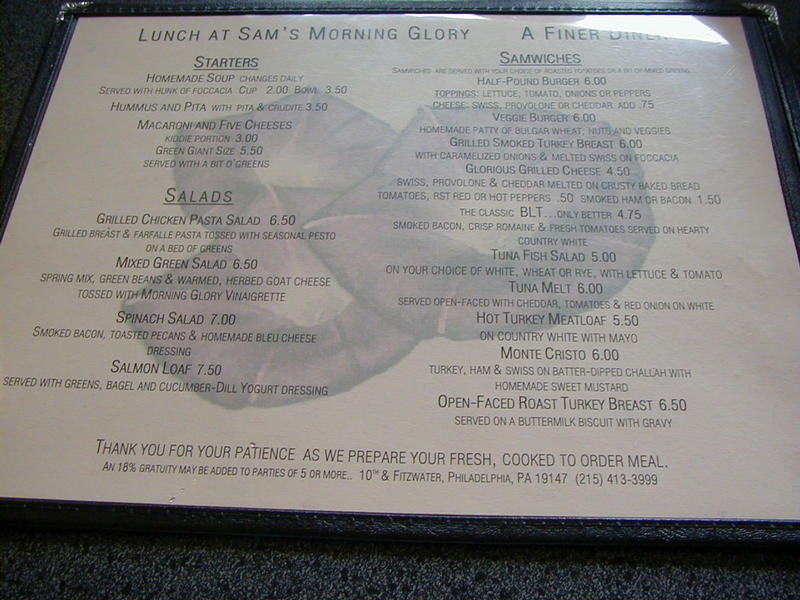 LUNCH AT SAM'S MORNING GLORY A FINER DINER
STARTERS
HOMEMADE SOUP CHANGES DAILY
SERVED WITH HUNK OF FOCCACIA CUP 2.00 BOWL 3.50
HUMMUS AND PITA WITH PITA & CRUDITE 3.50
MACARONI AND FIVE CHEESES
KIDDIE PORTION 3.00
GREEN GIANT SIZE 5.50
SERVED WITH A BIT O'GREENS
SALADS
GRILLED CHICKEN PASTA SALAD 6.50
GRILLED BREAST & FARFALLE PASTA TOSSED WITH SEASONAL PESTO
ON A BED OF GREENS
MIXED GREEN SALAD 6.50
SPRING MIX, GREEN BEANS & WARMED, HERBED GOAT CHEESE
TOSSED WITH MORNING GLORY VINAIGRETTE
SPINACH SALAD 7.00
SMOKED BACON, TOASTED PECANS & HOMEMADE BLEU CHEESE
DRESSING
SALMON LOAF 7.50
SERVED WITH GREENS, BAGEL AND CUCUMBER-DILL YOGURT DRESSING
SAMWICHES
SAMWICHES ARE SERVED WITH YOUR CHOICE OF ROASTED POTATOES OR A BIT OF MIXED GREENS
HALF-POUND BURGER 6.00
TOPPINGS: LETTUCE, TOMATO, ONIONS OR PEPPERS
CHEESE: SWISS, PROVOLONE OR CHEDDAR ADD .75
VEGGIE BURGER 6.00
HOMEMADE PATTY OF BULGAR WHEAT, NUTS AND VEGGIES
GRILLED SMOKED TURKEY BREAST 6.00
WITH CARAMELIZED ONIONS & MELTED SWISS ON FOCCACIA
GLORIOUS GRILLED CHEESE 4.50
SWISS, PROVOLONE & CHEDDAR MELTED ON CRUSTY BAKED BREAD
TOMATOES, RST RED OR HOT PEPPERS .50 SMOKED HAM OR BACON 1.50
THE CLASSIC BLT...ONLY BETTER 4.75
SMOKED BACON, CRISP ROMAINE & FRESH TOMATOES SERVED ON HEARTY
COUNTRY WHITE
TUNA FISH SALAD 5.00
ON YOUR CHOICE OF WHITE, WHEAT OR RYE, WITH LETTUCE & TOMATO
TUNA MELT 6.00
SERVED OPEN-FACED WITH CHEDDAR, TOMATOES & RED ONION ON WHITE
HOT TURKEY MEATLOAF 5.50
ON COUNTRY WHITE WITH MAYO
MONTE CRISTO 6.00
TURKEY, HAM & SWISS ON BATTER-DIPPED CHALLAH WITH
HOMEMADE SWEET MUSTARD
OPEN-FACED ROAST TURKEY BREAST 6.50
SERVED ON A BUTTERMILK BISCUIT WITH GRAVY
THANK YOU FOR YOUR PATIENCE AS WE PREPARE YOUR FRESH, COOKED TO ORDER MEAL.
AN 18% GRATUITY MAY BE ADDED TO PARTIES OF 5 OR MORE.. 10TH & FITZWATER, PHILADELPHIA, PA 19147 (215) 413-3999